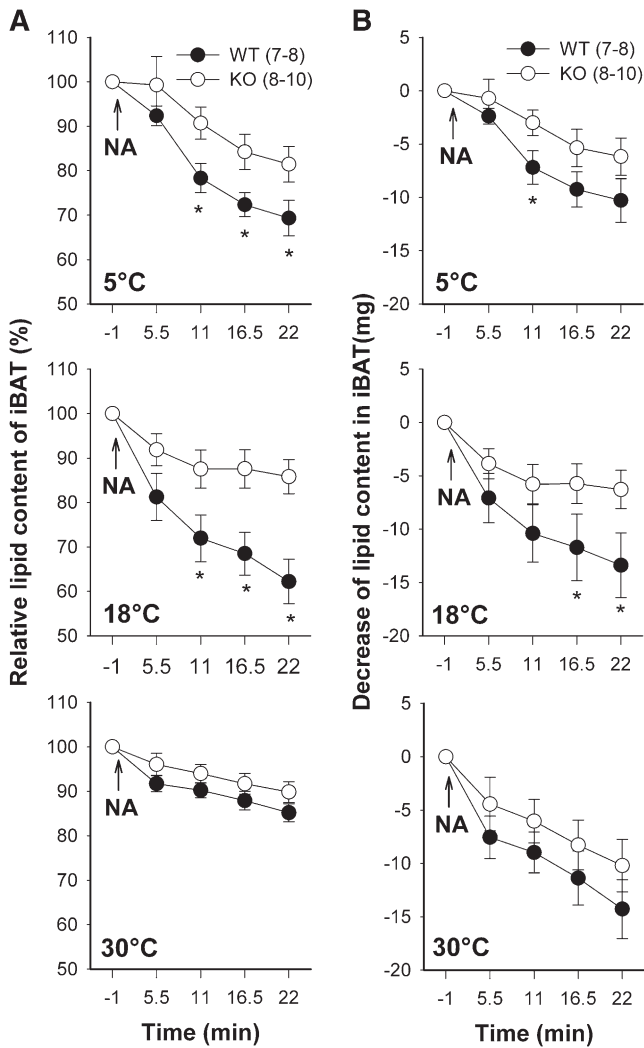 A
B
110
100
90
80
70
60
50
WT (7-8)
KO (8-10)
NA
* * *
5°C
-1 5.5 11 16.5 22
5
0
-5
-10
-15
-20
WT (7-8)
KO (8-10)
NA
*
5°C
-1 5.5 11 16.5 22
Relative lipid content of iBAT (%)
110
100
90
80
70
60
50
NA
* * *
18°C
-1 5.5 11 16.5 22
Decrease of lipid content in iBAT(mg)
5
0
-5
-10
-15
-20
NA
* *
18°C
-1 5.5 11 16.5 22
110
100
90
80
70
60
50
NA
30°C
-1 5.5 11 16.5 22
Time (min)
5
0
-5
-10
-15
-20
NA
30°C
-1 5.5 11 16.5 22
Time (min)